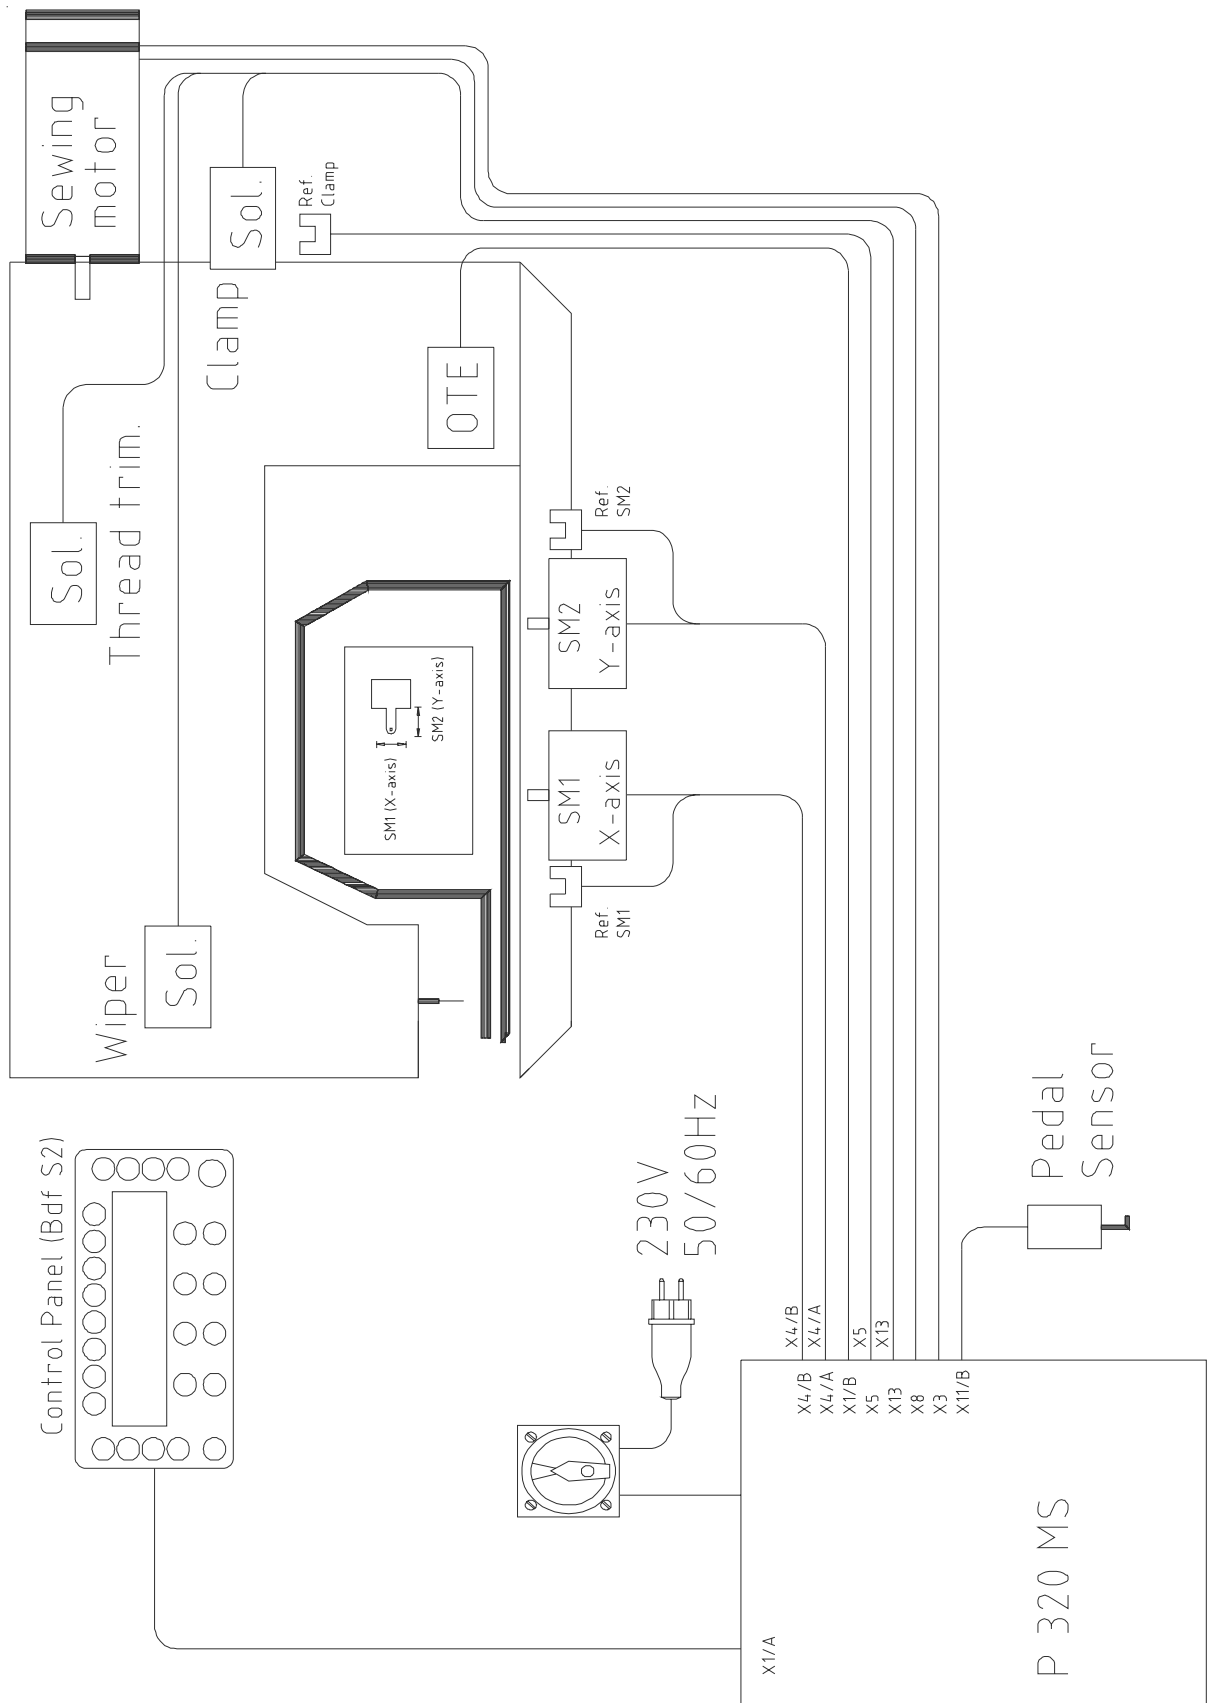 Sewing
motor
Sol.
Clamp
Ref.
Clamp
Sol.
Thread trim.
OTE
Wiper
Sol.
SM1 (X-axis)
SM2 (Y-axis)
Ref.
SM2
SM2
Y-axis
SM1
X-axis
Ref.
SM1
Control Panel (Bdf S2)
230V
50/60Hz
Pedal
Sensor
X4/B
X4/A
X5
X13
X4/B
X4/A
X1/B
X5
X13
X8
X3
X11/B
X1/A
P 320 MS